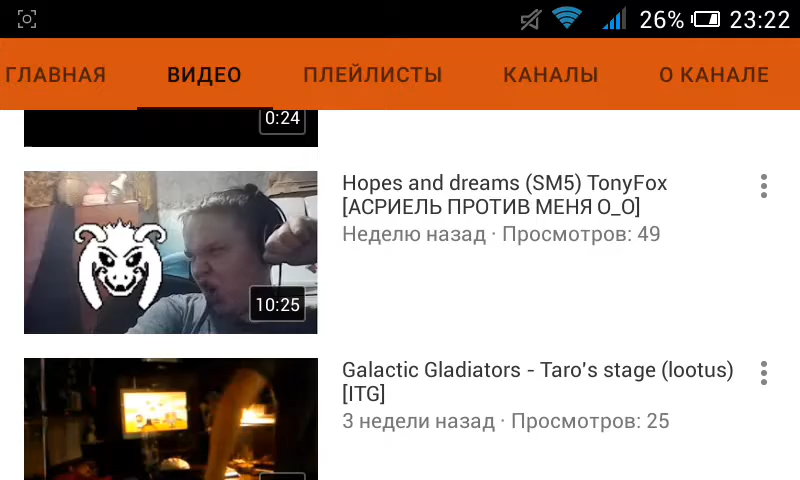 26% 23:22
ГЛАВНАЯ ВИДЕО ПЛЕЙЛИСТЫ КАНАЛЫ О КАНАЛЕ
0:24
Hopes and dreams (SM5) TonyFox
[АСРИЕЛЬ ПРОТИВ МЕНЯ О_О]
Неделю назад · Просмотров: 49
10:25
Galactic Gladiators - Taro's stage (lootus)
[ITG]
3 недели назад · Просмотров: 25